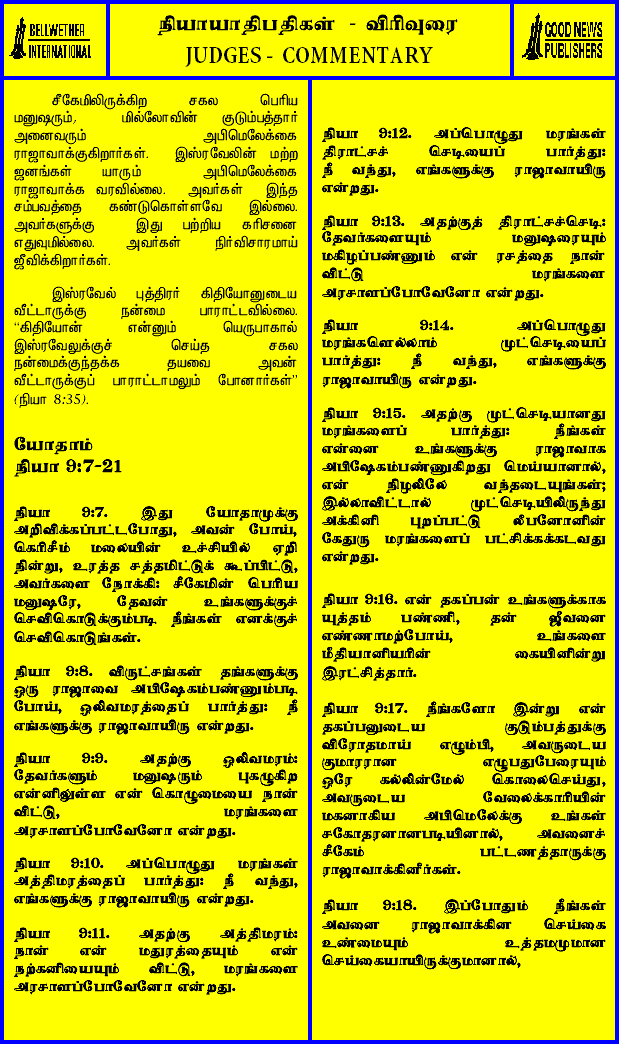 BELLWETHER
INTERNATIONAL
நியாயாதிபதிகள் - விரிவுரை
JUDGES - COMMENTARY
GOOD NEWS
PUBLISHERS
சீகேமிலிருக்கிற சகல பெரிய
மனுஷரும், மில்லோவின் குடும்பத்தார்
அனைவரும் அபிமெலேக்கை
ராஜாவாக்குகிறார்கள். இஸ்ரவேலின் மற்ற
ஜனங்கள் யாரும் அபிமெலேக்கை
ராஜாவாக்க வரவில்லை. அவர்கள் இந்த
சம்பவத்தை கண்டுகொள்ளவே இல்லை.
அவர்களுக்கு இது பற்றிய கரிசனை
எதுவுமில்லை. அவர்கள் நிர்விசாரமாய்
ஜீவிக்கிறார்கள்.
இஸ்ரவேல் புத்திரர் கிதியோனுடைய
வீட்டாருக்கு நன்மை பாராட்டவில்லை.
“கிதியோன் என்னும் யெருபாகால்
இஸ்ரவேலுக்குச் செய்த சகல
நன்மைக்குந்தக்க தயவை அவன்
வீட்டாருக்குப் பாராட்டாமலும் போனார்கள்”
(நியா 8:35).
யோதாம்
நியா 9:7-21
நியா 9:7. இது யோதாமுக்கு
அறிவிக்கப்பட்டபோது, அவன் போய்,
கெரிசீம் மலையின் உச்சியில் ஏறி
நின்று, உரத்த சத்தமிட்டுக் கூப்பிட்டு,
அவர்களை நோக்கி: சீகேமின் பெரிய
மனுஷரே, தேவன் உங்களுக்குச்
செவிகொடுக்கும்படி நீங்கள் எனக்குச்
செவிகொடுங்கள்.
நியா 9:8. விருட்சங்கள் தங்களுக்கு
ஒரு ராஜாவை அபிஷேகம்பண்ணும்படி
போய், ஒலிவமரத்தைப் பார்த்து: நீ
எங்களுக்கு ராஜாவாயிரு என்றது.
நியா 9:9. அதற்கு ஒலிவமரம்:
தேவர்களும் மனுஷரும் புகழுகிற
என்னிலுள்ள என் கொழுமையை நான்
விட்டு, மரங்களை
அரசாளப்போவேனோ என்றது.
நியா 9:10. அப்பொழுது மரங்கள்
அத்திமரத்தைப் பார்த்து: நீ வந்து,
எங்களுக்கு ராஜாவாயிரு என்றது.
நியா 9:11. அதற்கு அத்திமரம்:
நான் என் மதுரத்தையும் என்
நற்கனியையும் விட்டு, மரங்களை
அரசாளப்போவேனோ என்றது.
நியா 9:12. அப்பொழுது மரங்கள்
திராட்சச் செடியைப் பார்த்து:
நீ வந்து, எங்களுக்கு ராஜாவாயிரு
என்றது.
நியா 9:13. அதற்குத் திராட்சச்செடி:
தேவர்களையும் மனுஷரையும்
மகிழப்பண்ணும் என் ரசத்தை நான்
விட்டு மரங்களை
அரசாளப்போவேனோ என்றது.
நியா 9:14. அப்பொழுது
மரங்களெல்லாம் முட்செடியைப்
பார்த்து: நீ வந்து, எங்களுக்கு
ராஜாவாயிரு என்றது.
நியா 9:15. அதற்கு முட்செடியானது
மரங்களைப் பார்த்து: நீங்கள்
என்னை உங்களுக்கு ராஜாவாக
அபிஷேகம்பண்ணுகிறது மெய்யானால்,
என் நிழலிலே வந்தடையுங்கள்;
இல்லாவிட்டால் முட்செடியிலிருந்து
அக்கினி புறப்பட்டு லீபனோனின்
கேதுரு மரங்களைப் பட்சிக்கக்கடவது
என்றது.
நியா 9:16. என் தகப்பன் உங்களுக்காக
யுத்தம் பண்ணி, தன் ஜீவனை
எண்ணாமற்போய், உங்களை
மீதியானியரின் கையினின்று
இரட்சித்தார்.
நியா 9:17. நீங்களோ இன்று என்
தகப்பனுடைய குடும்பத்துக்கு
விரோதமாய் எழும்பி, அவருடைய
குமாரரான எழுபதுபேரையும்
ஒரே கல்லின்மேல் கொலைசெய்து,
அவருடைய வேலைக்காரியின்
மகனாகிய அபிமெலேக்கு உங்கள்
சகோதரனானபடியினால், அவனைச்
சீகேம் பட்டணத்தாருக்கு
ராஜாவாக்கினீர்கள்.
நியா 9:18. இப்போதும் நீங்கள்
அவனை ராஜாவாக்கின செய்கை
உண்மையும் உத்தமமுமான
செய்கையாயிருக்குமானால்,